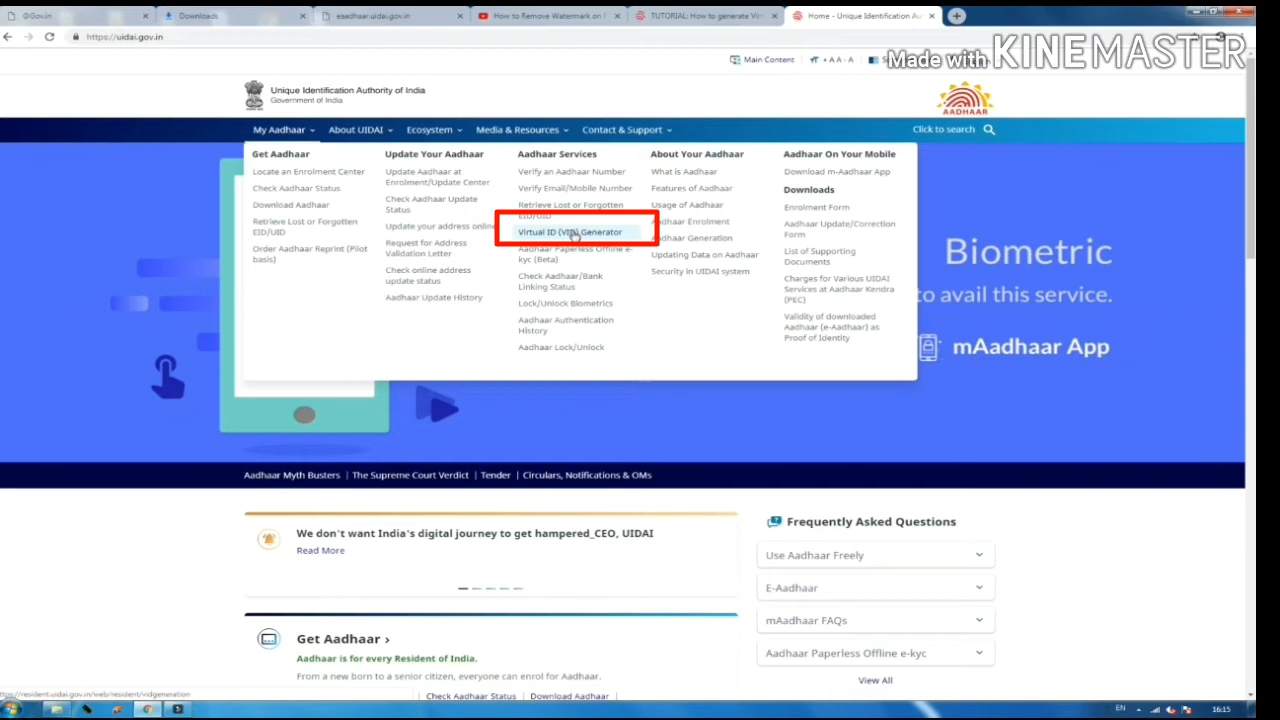 @Gov.in
Downloads
eaadhaar.uidai.gov.in
How to Remove Watermark on
TUTORIAL: How to generate Virt
Home - Unique Identification Au
https://uidai.gov.in
Main Content
+ A A - A
Made with KINEMASTER
Unique Identification Authority of India
Government of India
AADHAAR
My Aadhaar
About UIDAI
Ecosystem
Media & Resources
Contact & Support
Click to search
Get Aadhaar
Locate an Enrolment Center
Check Aadhaar Status
Download Aadhaar
Retrieve Lost or Forgotten
EID/UID
Order Aadhaar Reprint (Pilot
basis)
Update Your Aadhaar
Update Aadhaar at
Enrolment/Update Center
Check Aadhaar Update
Status
Update your address online
Request for Address
Validation Letter
Check online address
update status
Aadhaar Update History
Aadhaar Services
Verify an Aadhaar Number
Verify Email/Mobile Number
Retrieve Lost or Forgotten
EID/UID
Virtual ID (VID) Generator
Aadhaar Paperless Offline e-
kyc (Beta)
Check Aadhaar/Bank
Linking Status
Lock/Unlock Biometrics
Aadhaar Authentication
History
Aadhaar Lock/Unlock
About Your Aadhaar
What is Aadhaar
Features of Aadhaar
Usage of Aadhaar
Aadhaar Enrolment
Aadhaar Generation
Updating Data on Aadhaar
Security in UIDAI system
Aadhaar On Your Mobile
Download m-Aadhaar App
Downloads
Enrolment Form
Aadhaar Update/Correction
Form
List of Supporting
Documents
Charges for Various UIDAI
Services at Aadhaar Kendra
(PEC)
Validity of downloaded
Aadhaar (e-Aadhaar) as
Proof of Identity
Biometric
to avail this service.
mAadhaar App
Aadhaar Myth Busters | The Supreme Court Verdict | Tender | Circulars, Notifications & OMs
We don't want India's digital journey to get hampered_CEO, UIDAI
Read More
Get Aadhaar ›
Aadhaar is for every Resident of India.
From a new born to a senior citizen, everyone can enrol for Aadhaar.
Check Aadhaar Status | Download Aadhaar |
Frequently Asked Questions
Use Aadhaar Freely
E-Aadhaar
mAadhaar FAQs
Aadhaar Paperless Offline e-kyc
View All
ttps://resident.uidai.gov.in/web/resident/vidgeneration
EN
16:15